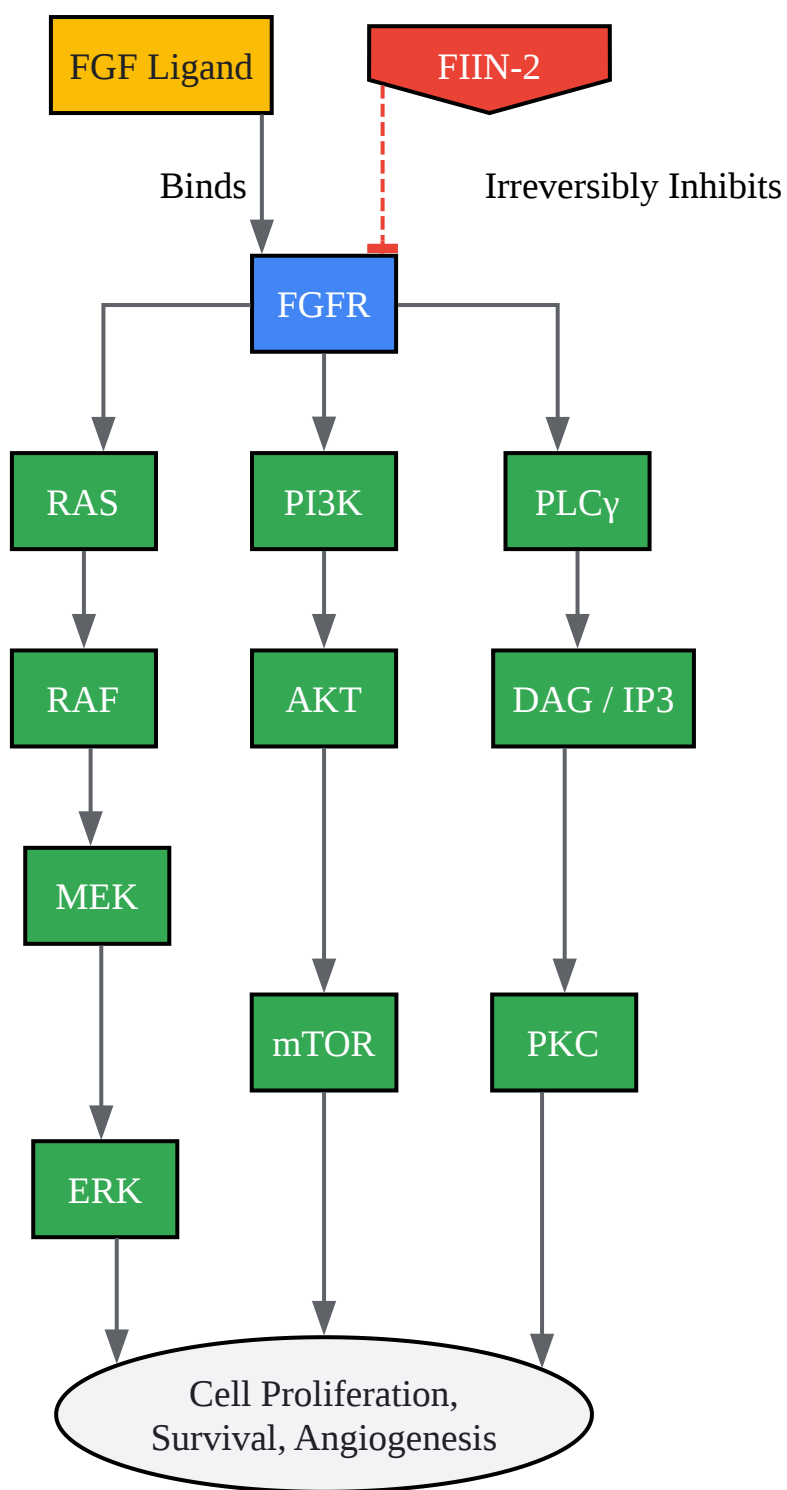 FGF Ligand
FIIN-2
Binds
Irreversibly Inhibits
FGFR
RAS
PI3K
PLCγ
RAF
AKT
DAG / IP3
MEK
mTOR
PKC
ERK
Cell Proliferation,
Survival, Angiogenesis